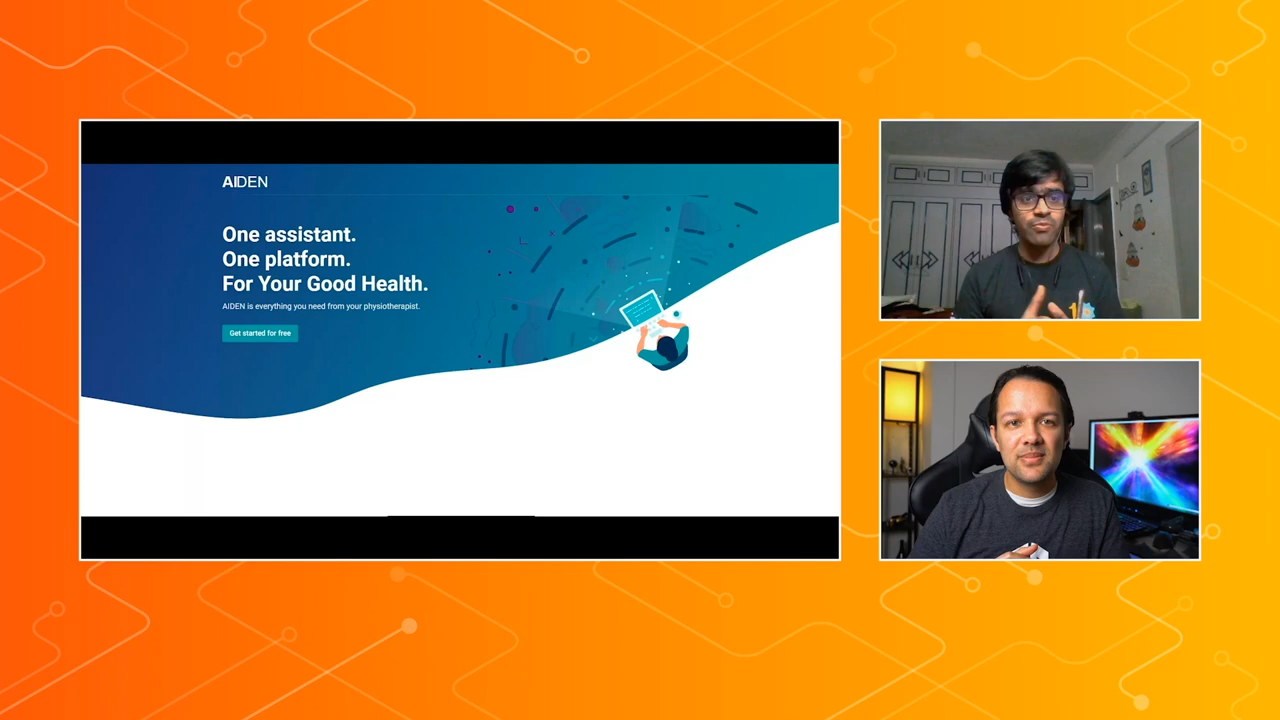 AIDEN
One assistant.
One platform.
For Your Good Health.
AIDEN is everything you need from your physiotherapist.
Get started for free